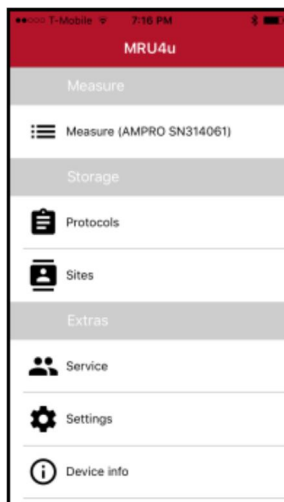 T-Mobile 7:16 PM
MRU4u
Measure
Measure (AMPRO SN314061)
Storage
Protocols
Sites
Extras
Service
Settings
Device info